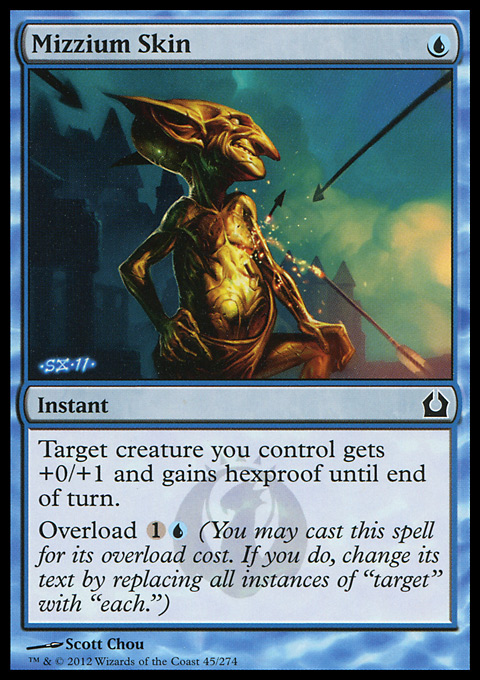 Mizzium Skin
·SX·11·
Instant
Target creature you control gets
+0/+1 and gains hexproof until end
of turn.
Overload 1 (You may cast this spell
for its overload cost. If you do, change its
text by replacing all instances of “target”
with “each.”)
Scott Chou
™ & © 2012 Wizards of the Coast 45/274